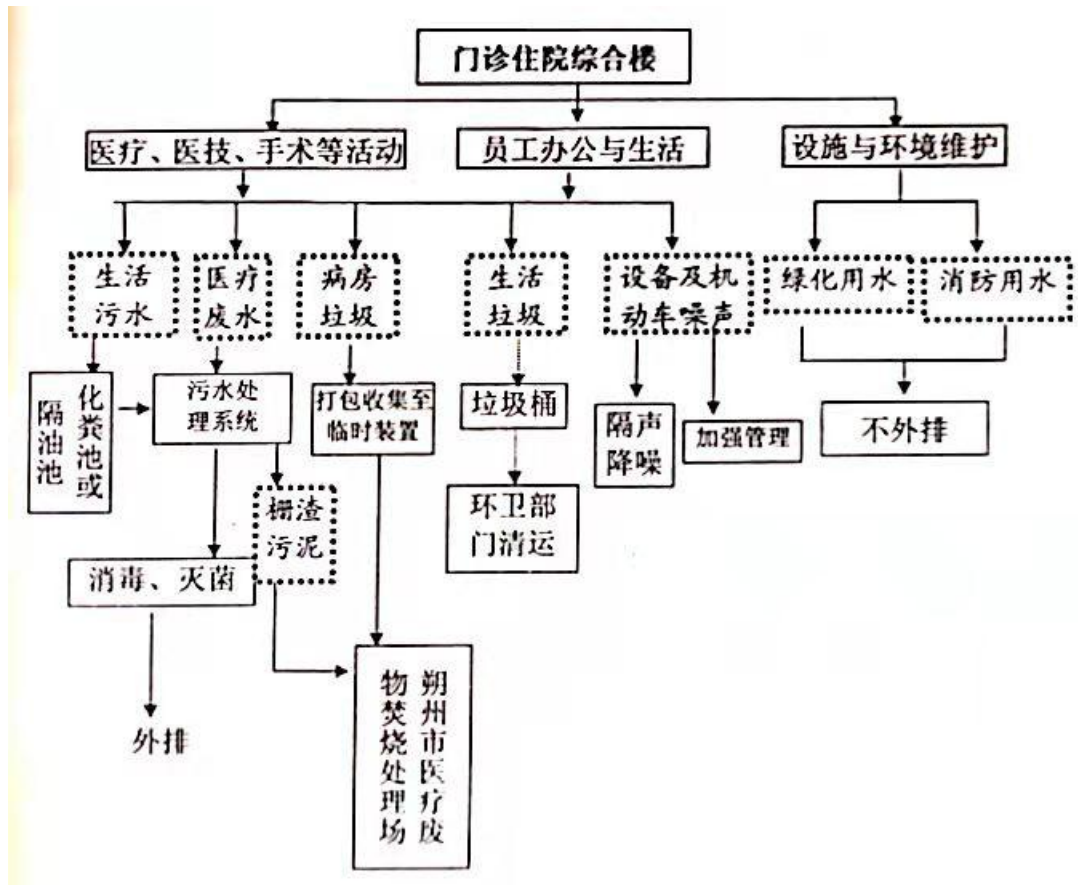 门诊住院综合楼
医疗、医技、手术等活动
员工办公与生活
设施与环境维护
生活
污水
医疗
废水
病房
垃圾
生活
垃圾
设备及机
动车噪声
绿化用水
消防用水
化粪池或
隔油池
污水处
理系统
打包收集至
临时装置
垃圾桶
隔声
降噪
加强管理
不外排
栅渣
污泥
环卫部
门清运
消毒、灭菌
外排
朔州市医疗废
物焚烧处理场